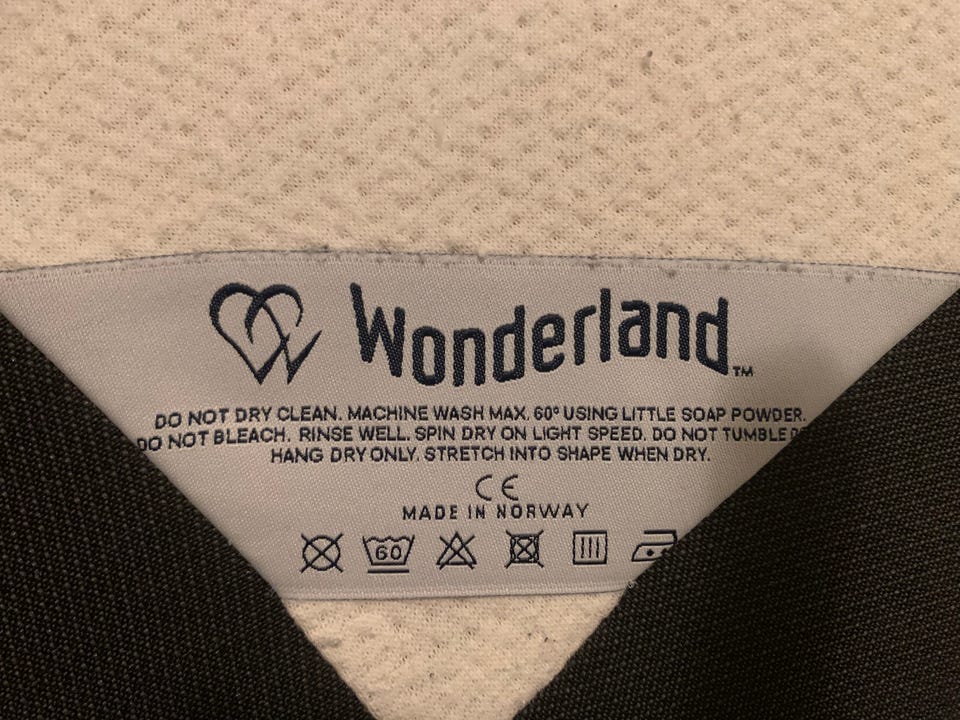 Wonderland™
DO NOT DRY CLEAN. MACHINE WASH MAX. 60° USING LITTLE SOAP POWDER.
DO NOT BLEACH. RINSE WELL. SPIN DRY ON LIGHT SPEED. DO NOT TUMBLE
HANG DRY ONLY. STRETCH INTO SHAPE WHEN DRY.
CE
MADE IN NORWAY
60